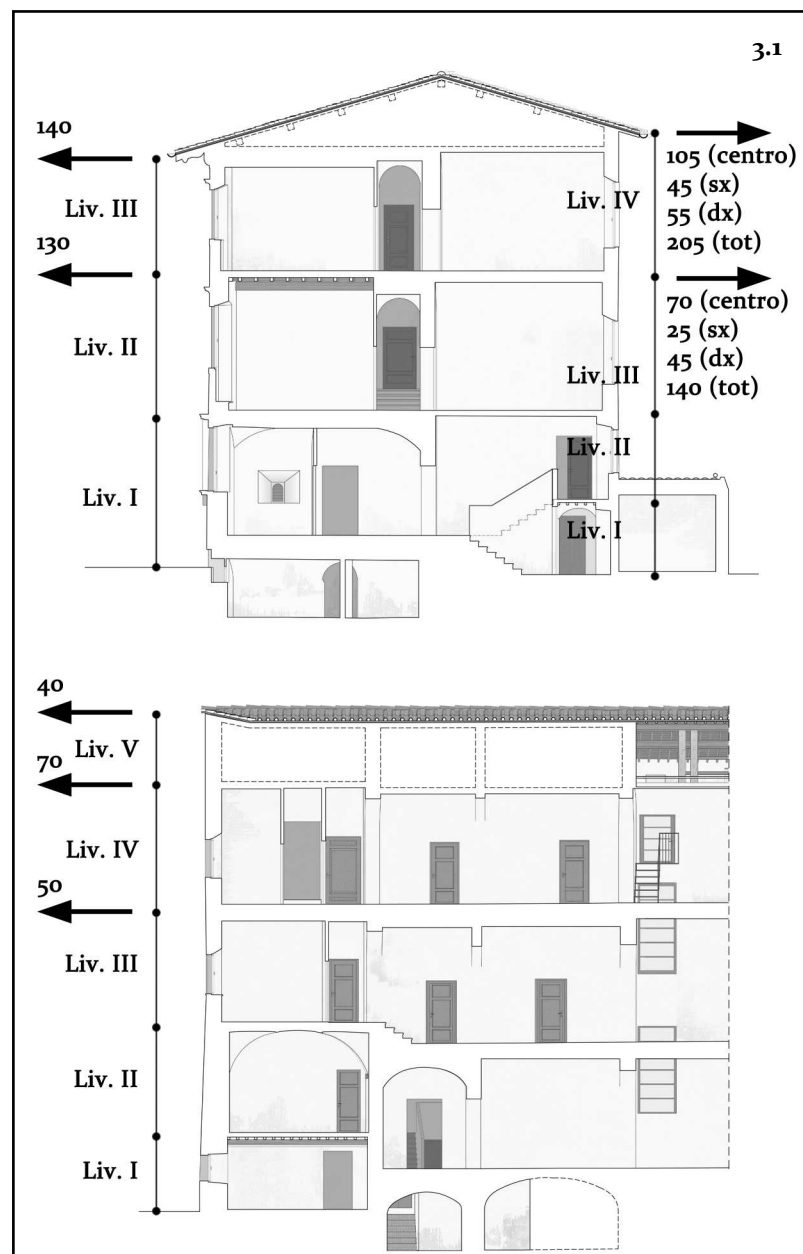 3.1
140
Liv. III
130
Liv. II
Liv. I
105 (centro)
45 (sx)
55 (dx)
205 (tot)
Liv. IV
70 (centro)
25 (sx)
45 (dx)
140 (tot)
Liv. III
Liv. II
Liv. I
40
Liv. V
70
Liv. IV
50
Liv. III
Liv. II
Liv. I